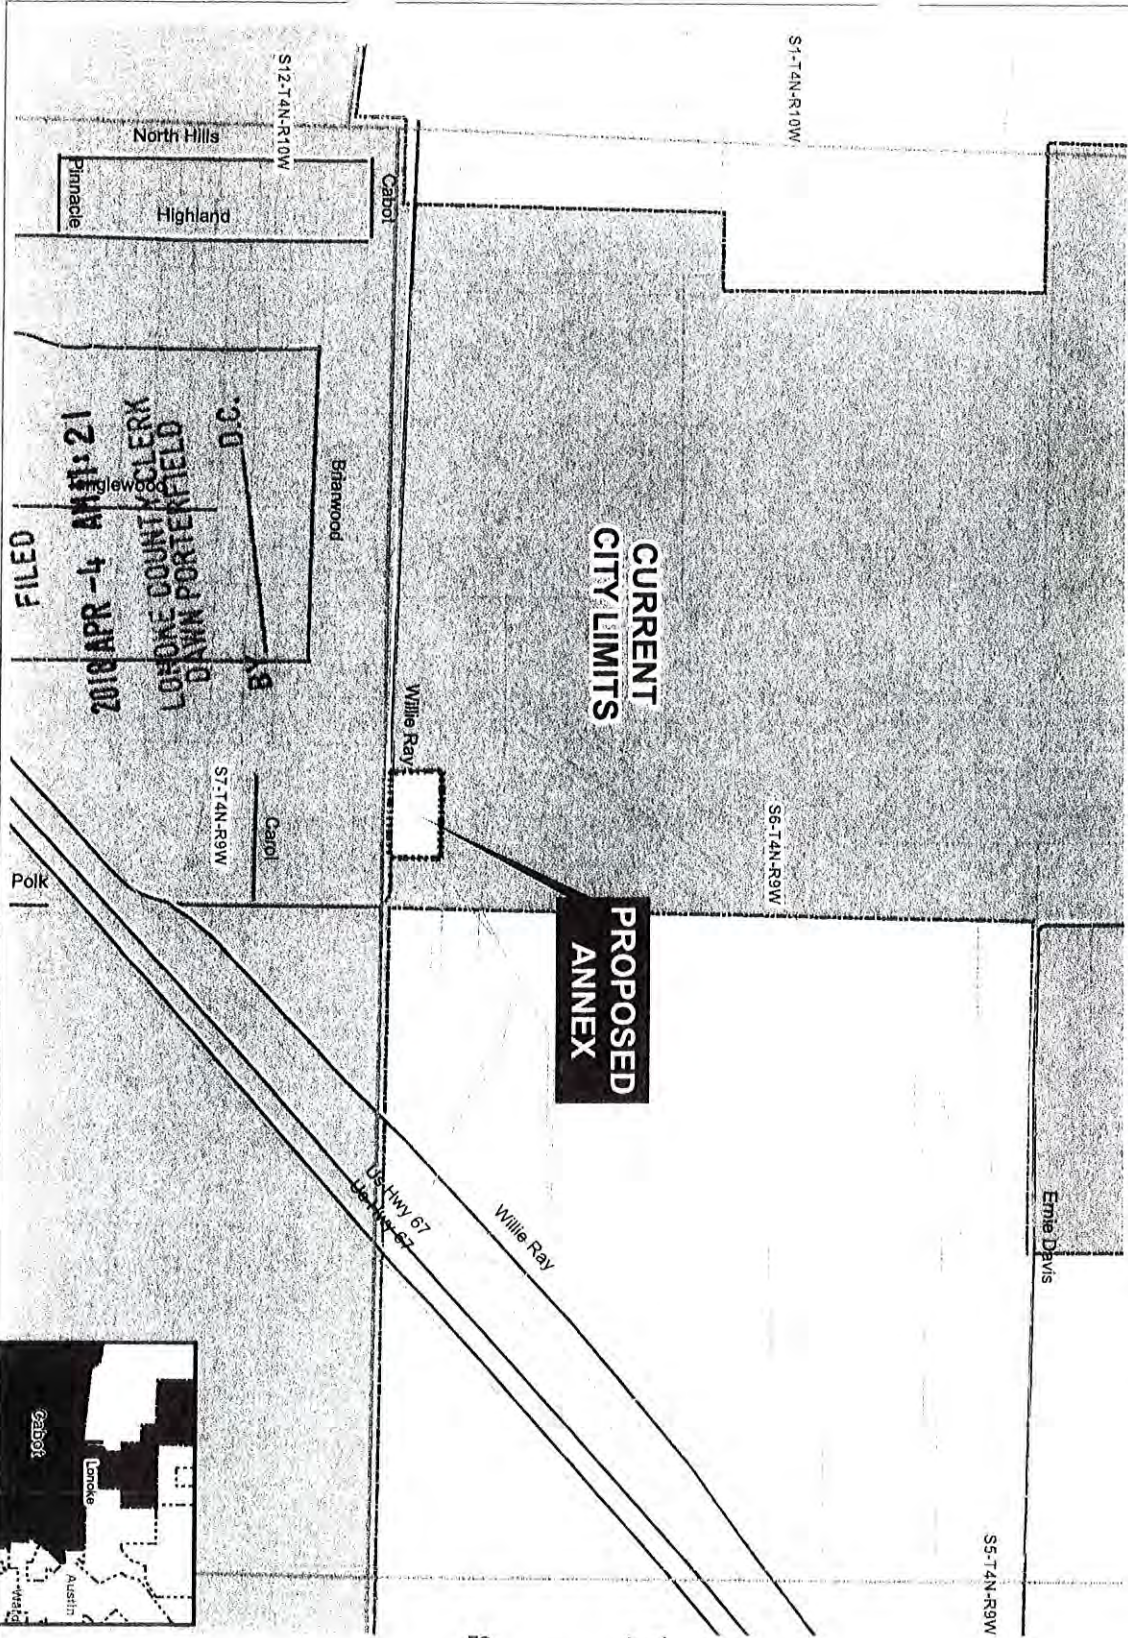 S1-T4N-R10W
S12-T4N-R10W
North Hills
Pinnacle
Highland
Cabot
CURRENT
CITY LIMITS
Briarwood
D.C.
BY
LONOKE COUNTY CLERK
DAWN PORTERFIELD
2018 APR -4 AM 11:21
FILED
Willie Ray
S6-T4N-R9W
S7-T4N-R9W
Carol
Polk
PROPOSED
ANNEX
Ernie Davis
Willie Ray
Us Hwy 67
Us Hwy 67
S5-T4N-R9W
Cabot
Lonoke
Austin
Ward